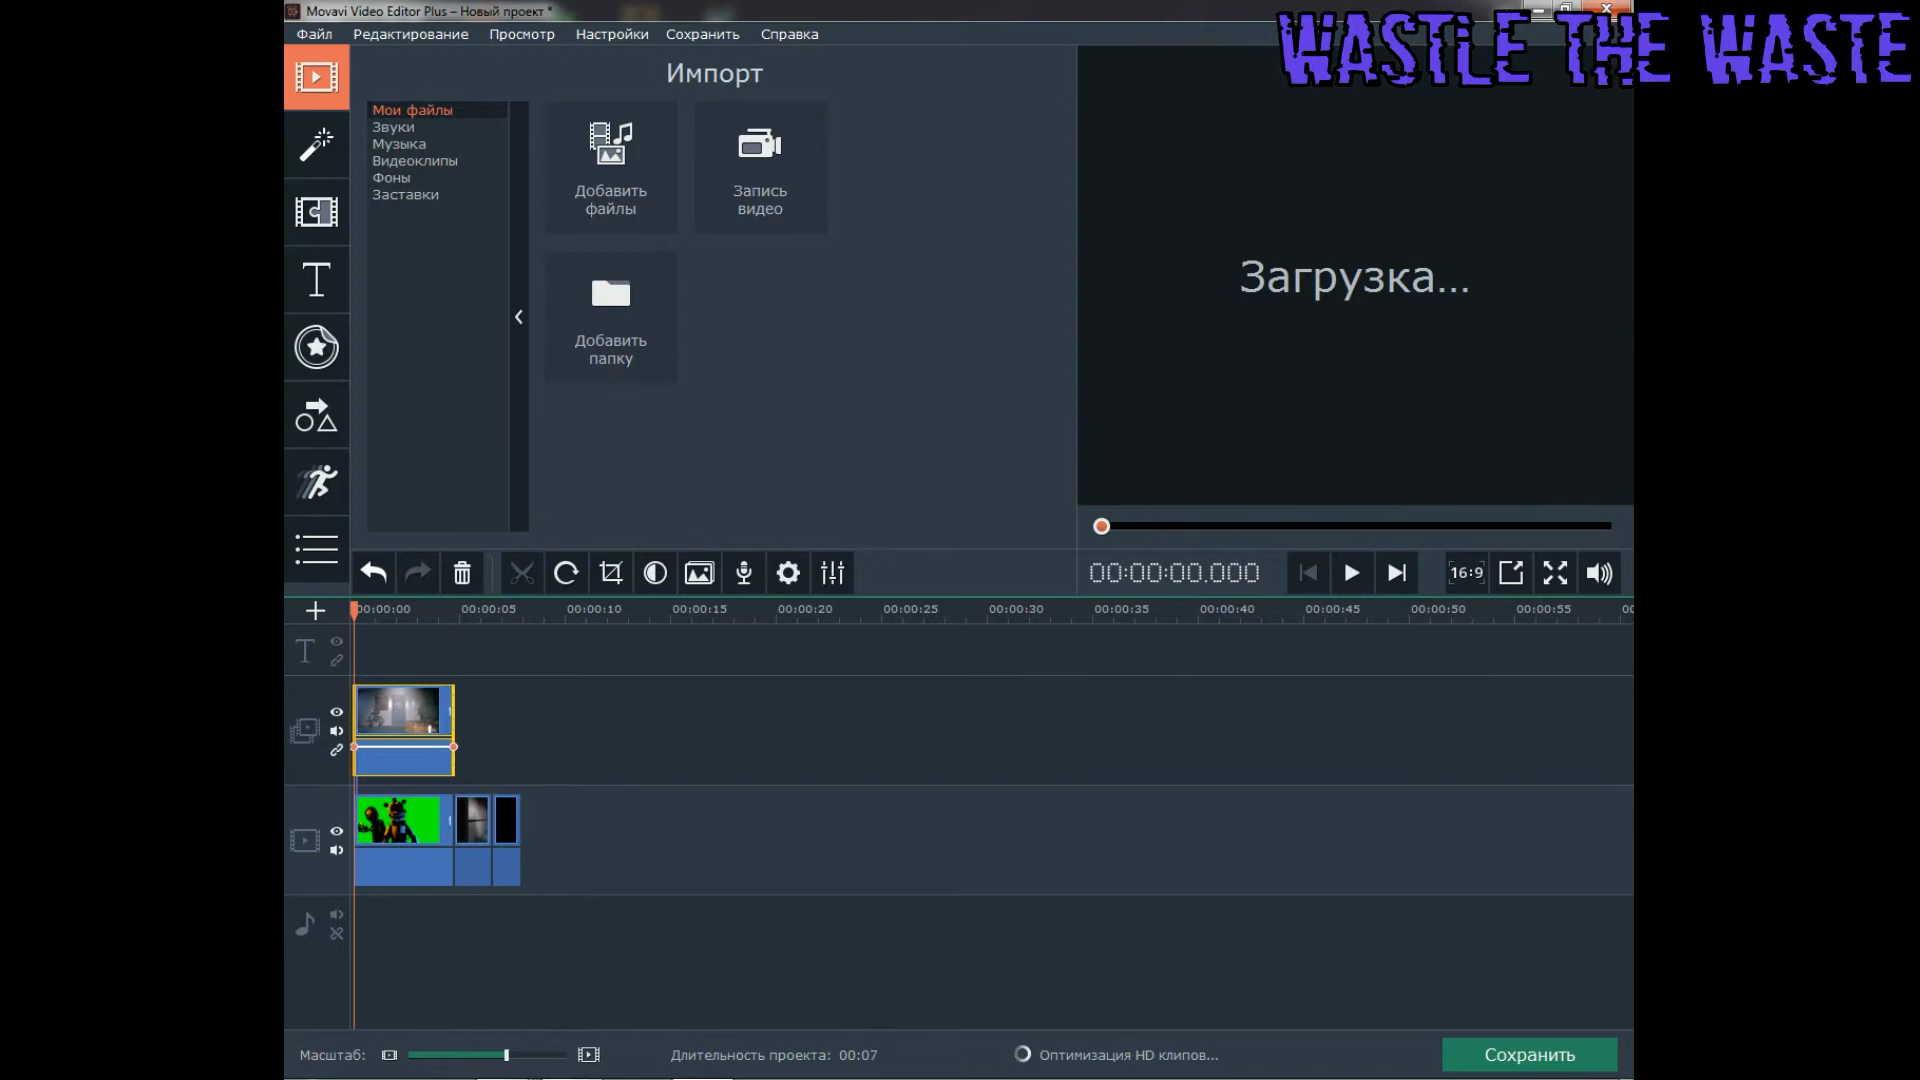 Movavi Video Editor Plus – Новый проект *
WASTLE THE WASTE
Файл Редактирование Просмотр Настройки Сохранить Справка
Импорт
Мои файлы
Звуки
Музыка
Видеоклипы
Фоны
Заставки
Добавить
файлы
Запись
видео
Добавить
папку
Загрузка...
00:00:00.000
16:9
00:00:00 00:00:05 00:00:10 00:00:15 00:00:20 00:00:25 00:00:30 00:00:35 00:00:40 00:00:45 00:00:50 00:00:55
Масштаб:
Длительность проекта: 00:07
Оптимизация HD клипов...
Сохранить